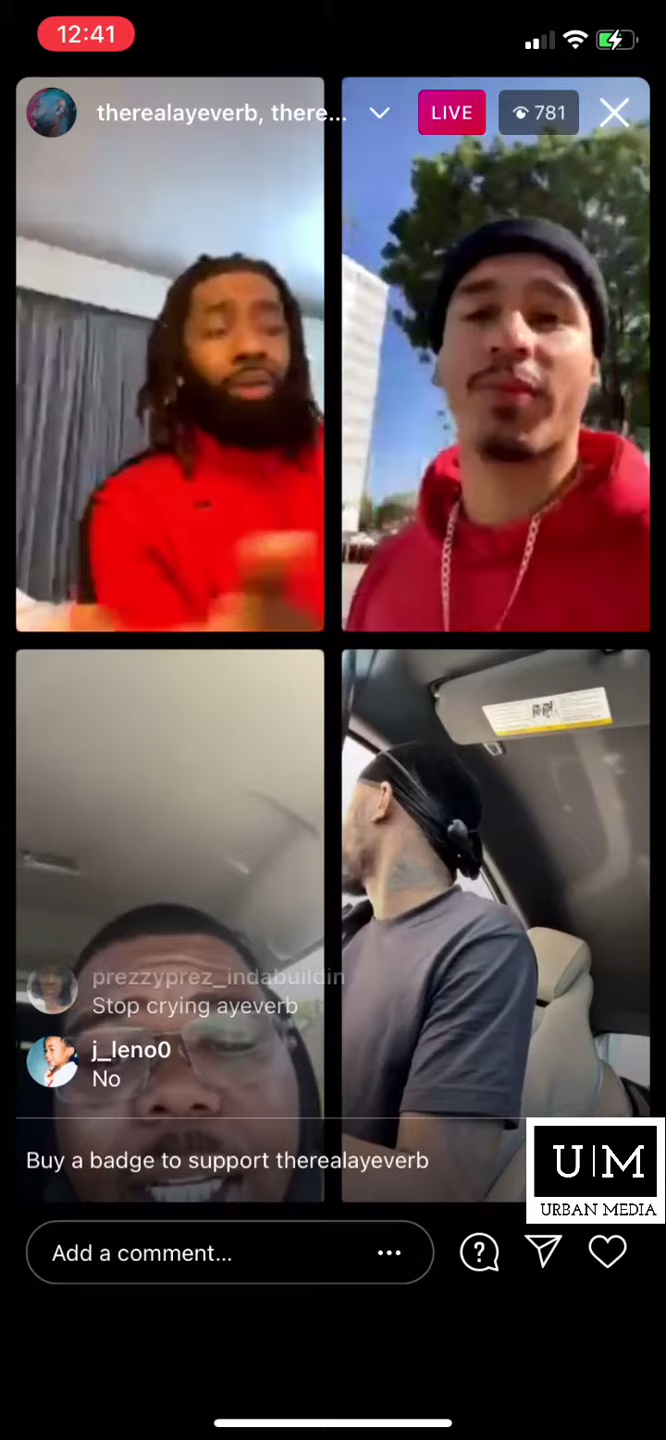 12:41
therealayeverb, there...
LIVE
781
prezzyprez_indabuildin
Stop crying ayeverb
j_leno0
No
Buy a badge to support therealayeverb
U|M
URBAN MEDIA
Add a comment...